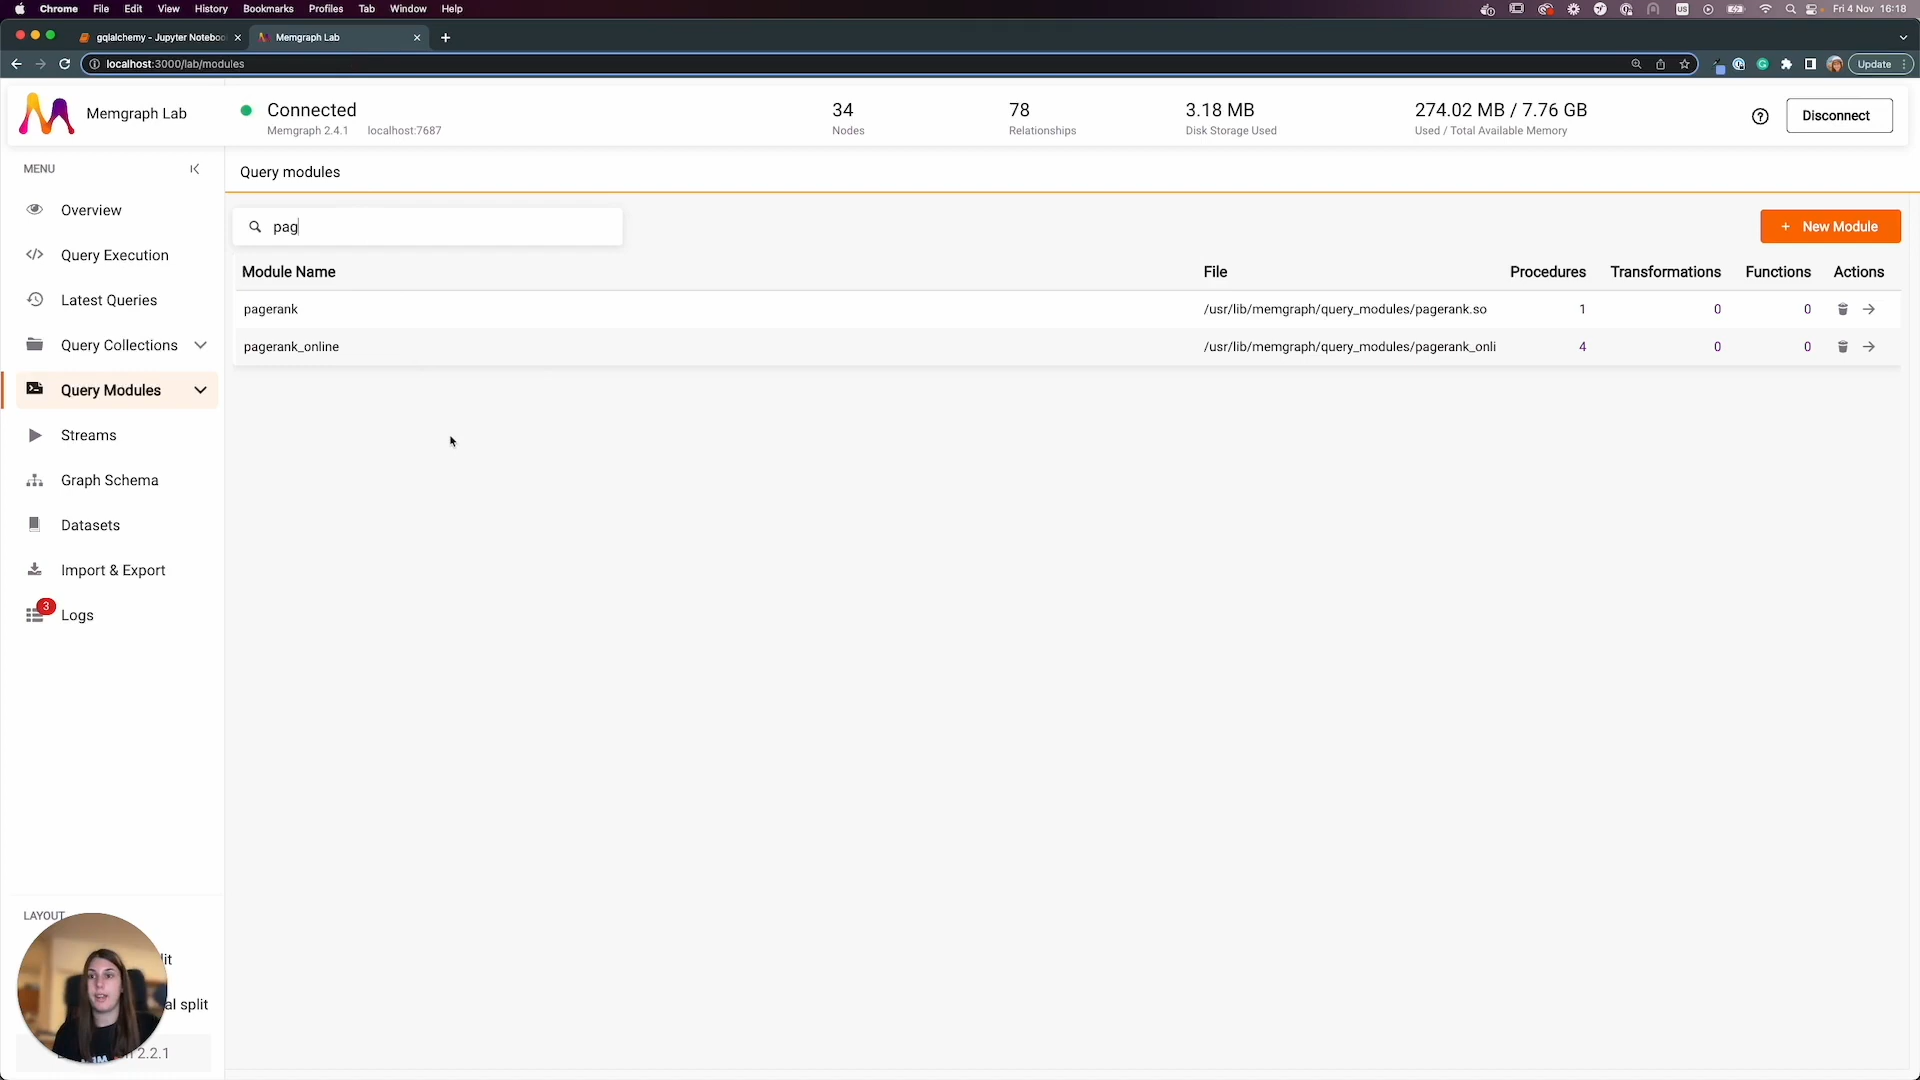 Chrome File Edit View History Bookmarks Profiles Tab Window Help
US
Fri 4 Nov 16:18
gqlalchemy - Jupyter Noteboo
Memgraph Lab
localhost:3000/lab/modules
Update
Memgraph Lab
Connected
Memgraph 2.4.1 localhost:7687
34
Nodes
78
Relationships
3.18 MB
Disk Storage Used
274.02 MB / 7.76 GB
Used / Total Available Memory
Disconnect
MENU
Overview
Query Execution
Latest Queries
Query Collections
Query Modules
Streams
Graph Schema
Datasets
Import & Export
3
Logs
Query modules
pag
+ New Module
Module Name File Procedures Transformations Functions Actions
pagerank /usr/lib/memgraph/query_modules/pagerank.so 1 0 0
pagerank_online /usr/lib/memgraph/query_modules/pagerank_onli 4 0 0
LAYOUT
lit
al split
2.2.1